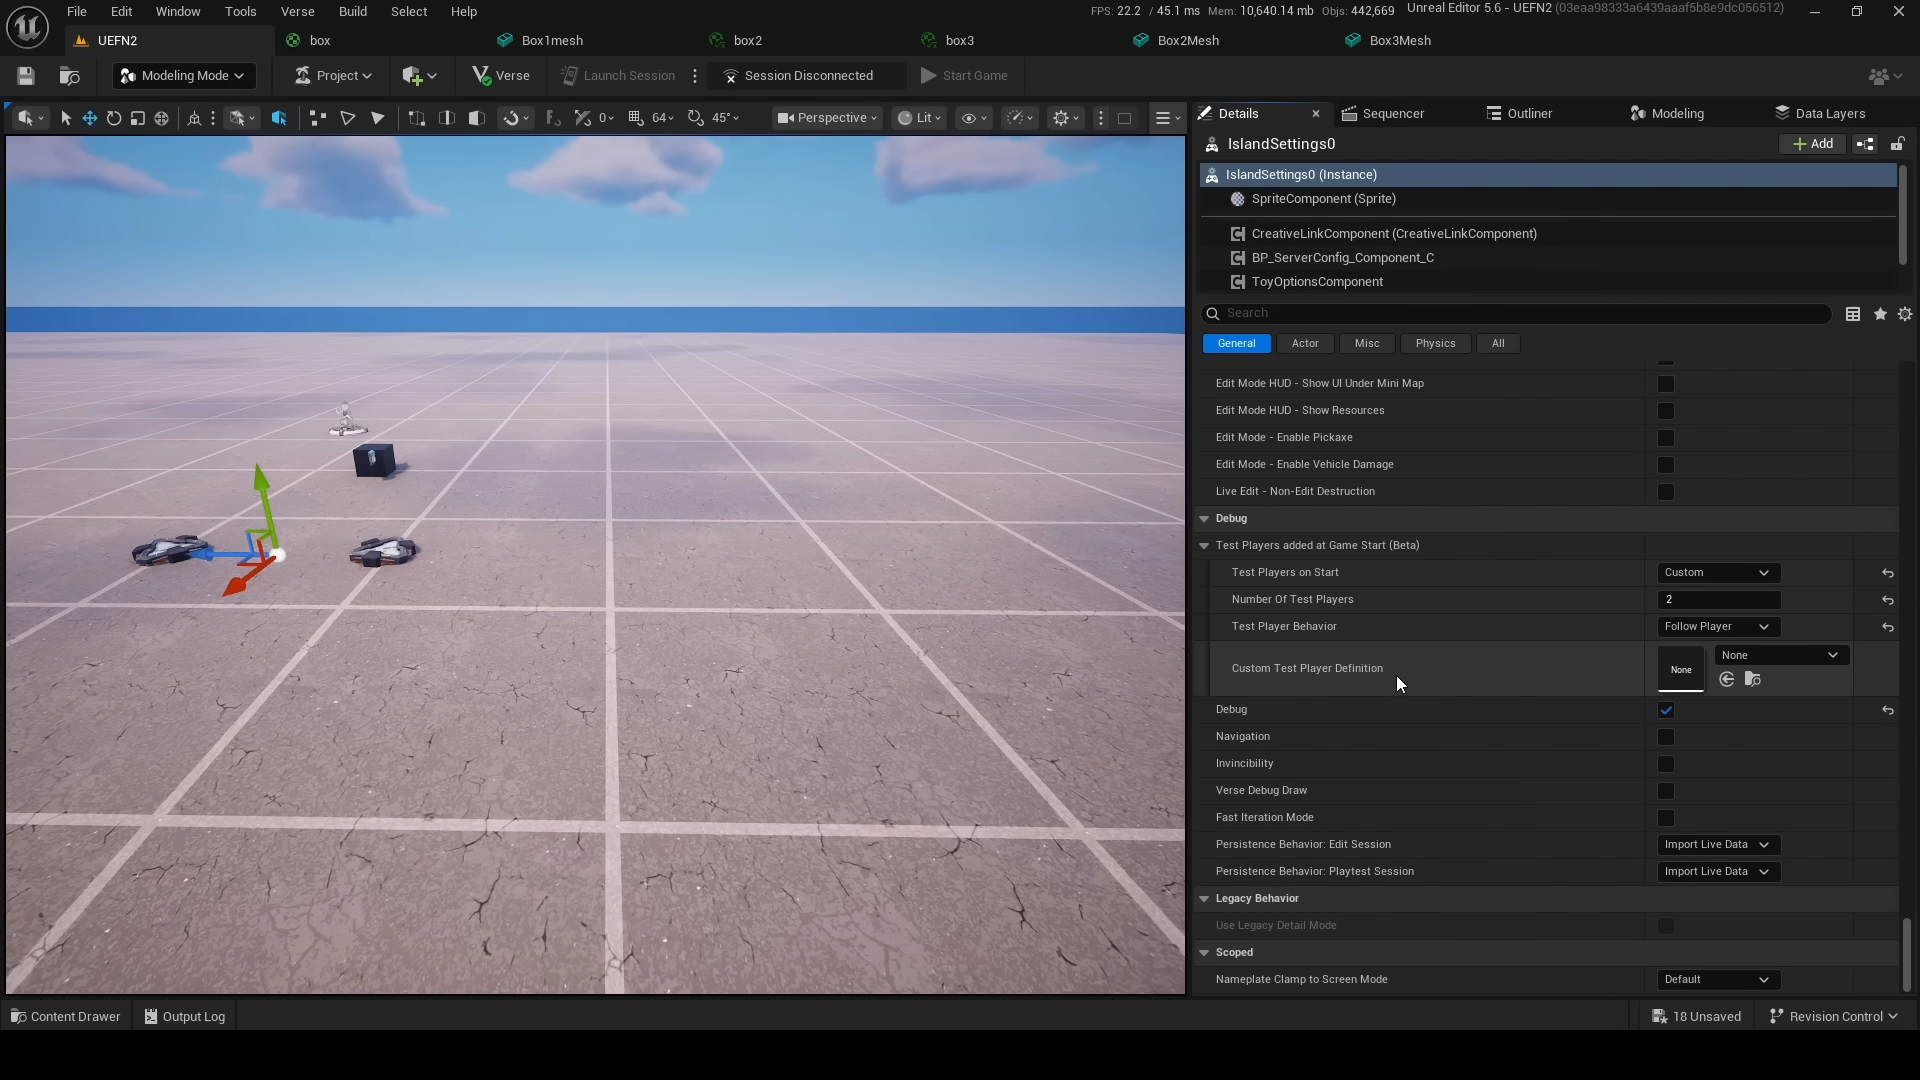 File Edit Window Tools Verse Build Select Help
FPS: 22.2 / 45.1 ms Mem: 10,640.14 mb Objs: 442,669 Unreal Editor 5.6 - UEFN2 (03eaa98333a6439aaaf5b8e9dc056512)
UEFN2 box Box1mesh box2 box3 Box2Mesh Box3Mesh
Modeling Mode Project Verse Launch Session Session Disconnected Start Game
0° 64 45° Perspective Lit
Details Sequencer Outliner Modeling Data Layers
IslandSettings0 + Add
IslandSettings0 (Instance)
SpriteComponent (Sprite)
CreativeLinkComponent (CreativeLinkComponent)
BP_ServerConfig_Component_C
ToyOptionsComponent
Search
General Actor Misc Physics All
Edit Mode HUD - Show UI Under Mini Map
Edit Mode HUD - Show Resources
Edit Mode - Enable Pickaxe
Edit Mode - Enable Vehicle Damage
Live Edit - Non-Edit Destruction
Debug
Test Players added at Game Start (Beta)
Test Players on Start Custom
Number Of Test Players 2
Test Player Behavior Follow Player
Custom Test Player Definition None None
Debug
Navigation
Invincibility
Verse Debug Draw
Fast Iteration Mode
Persistence Behavior: Edit Session Import Live Data
Persistence Behavior: Playtest Session Import Live Data
Legacy Behavior
Use Legacy Detail Mode
Scoped
Nameplate Clamp to Screen Mode Default
Content Drawer Output Log 18 Unsaved Revision Control